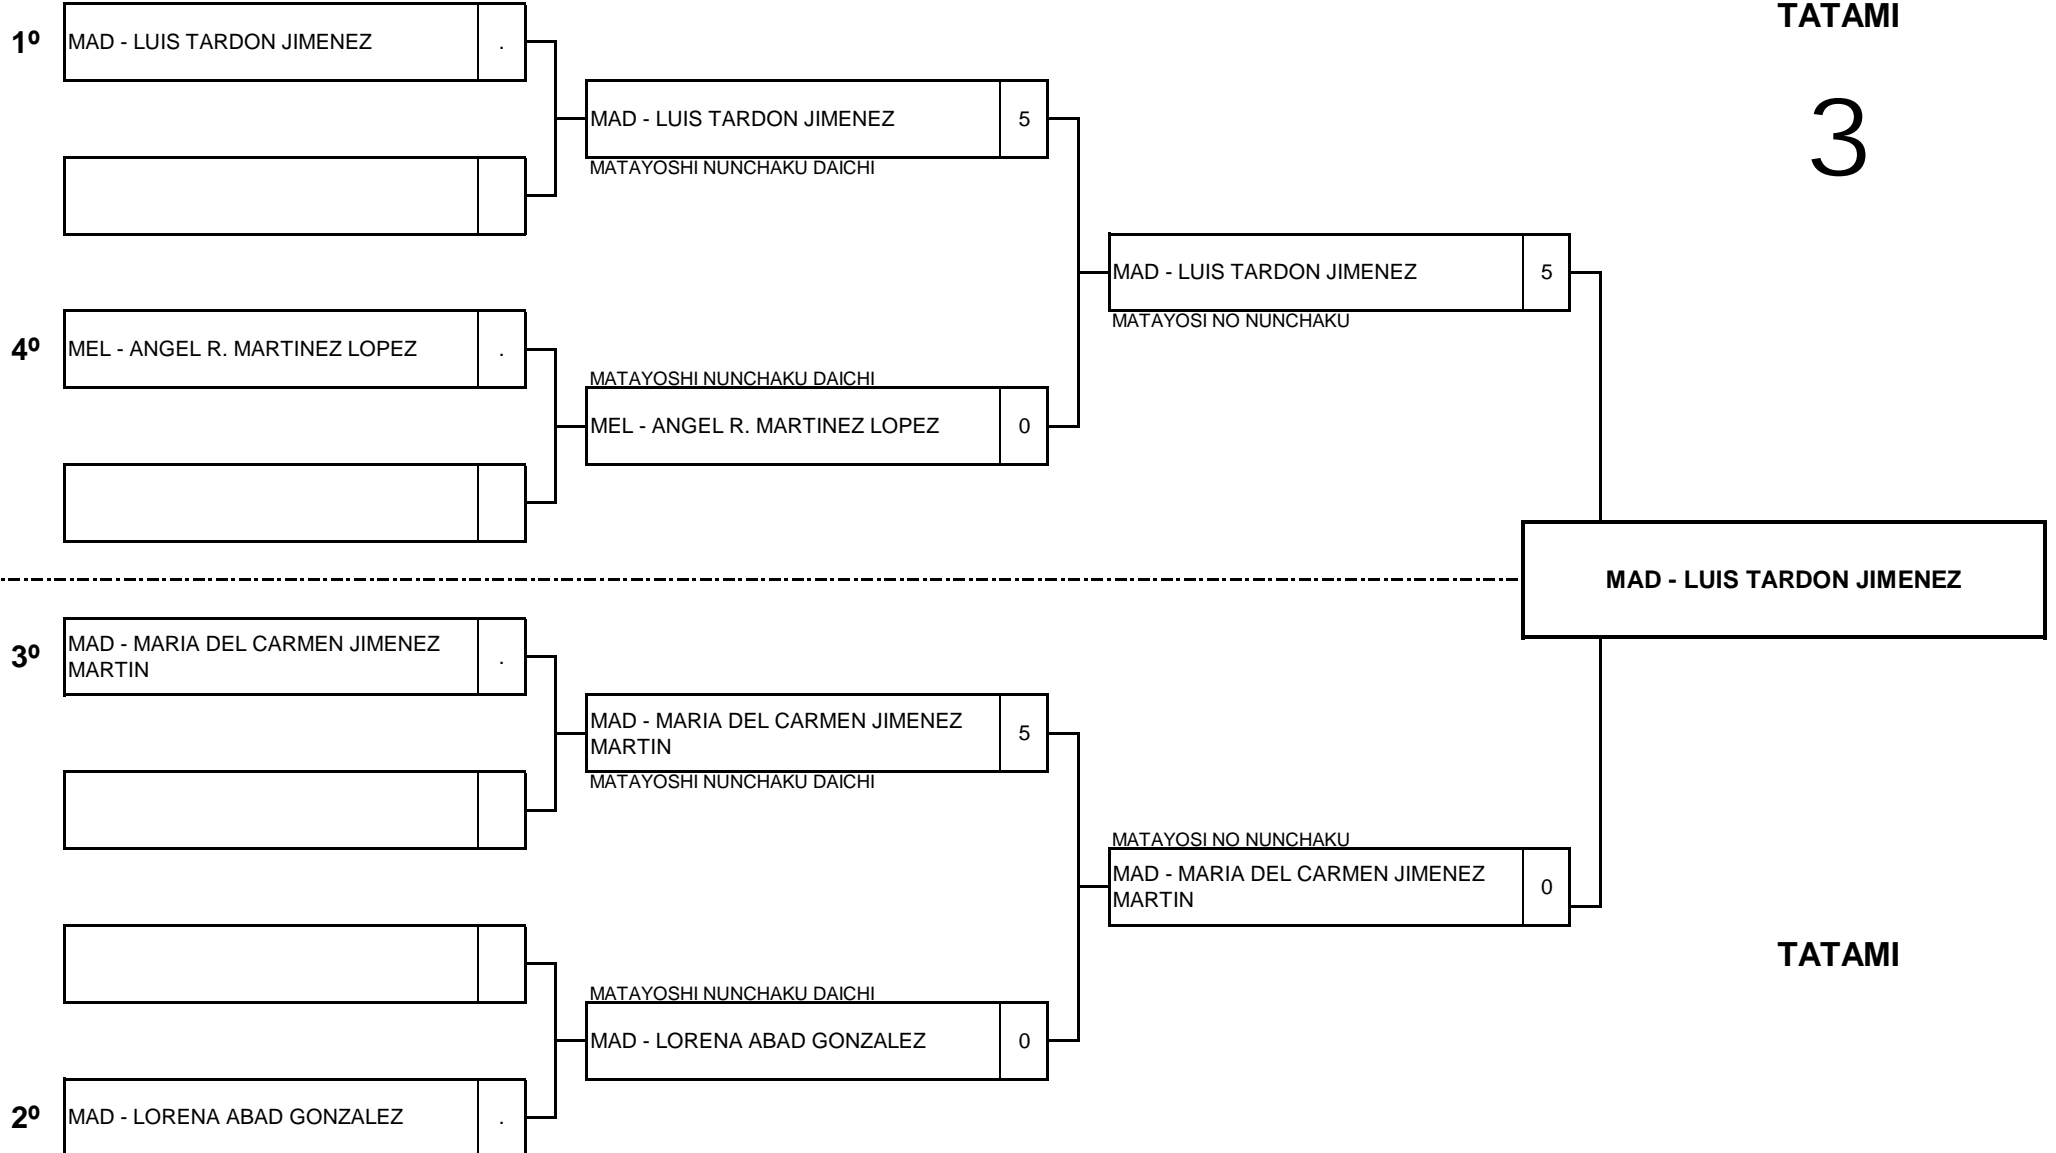 TATAMI
3
1º MAD - LUIS TARDON JIMENEZ .
MAD - LUIS TARDON JIMENEZ 5
MATAYOSHI NUNCHAKU DAICHI
MAD - LUIS TARDON JIMENEZ 5
MATAYOSI NO NUNCHAKU
4º MEL - ANGEL R. MARTINEZ LOPEZ .
MATAYOSHI NUNCHAKU DAICHI
MEL - ANGEL R. MARTINEZ LOPEZ 0
MAD - LUIS TARDON JIMENEZ
3º MAD - MARIA DEL CARMEN JIMENEZ
MARTIN .
MAD - MARIA DEL CARMEN JIMENEZ
MARTIN 5
MATAYOSHI NUNCHAKU DAICHI
MATAYOSI NO NUNCHAKU
MAD - MARIA DEL CARMEN JIMENEZ
MARTIN 0
TATAMI
MATAYOSHI NUNCHAKU DAICHI
MAD - LORENA ABAD GONZALEZ 0
2º MAD - LORENA ABAD GONZALEZ .